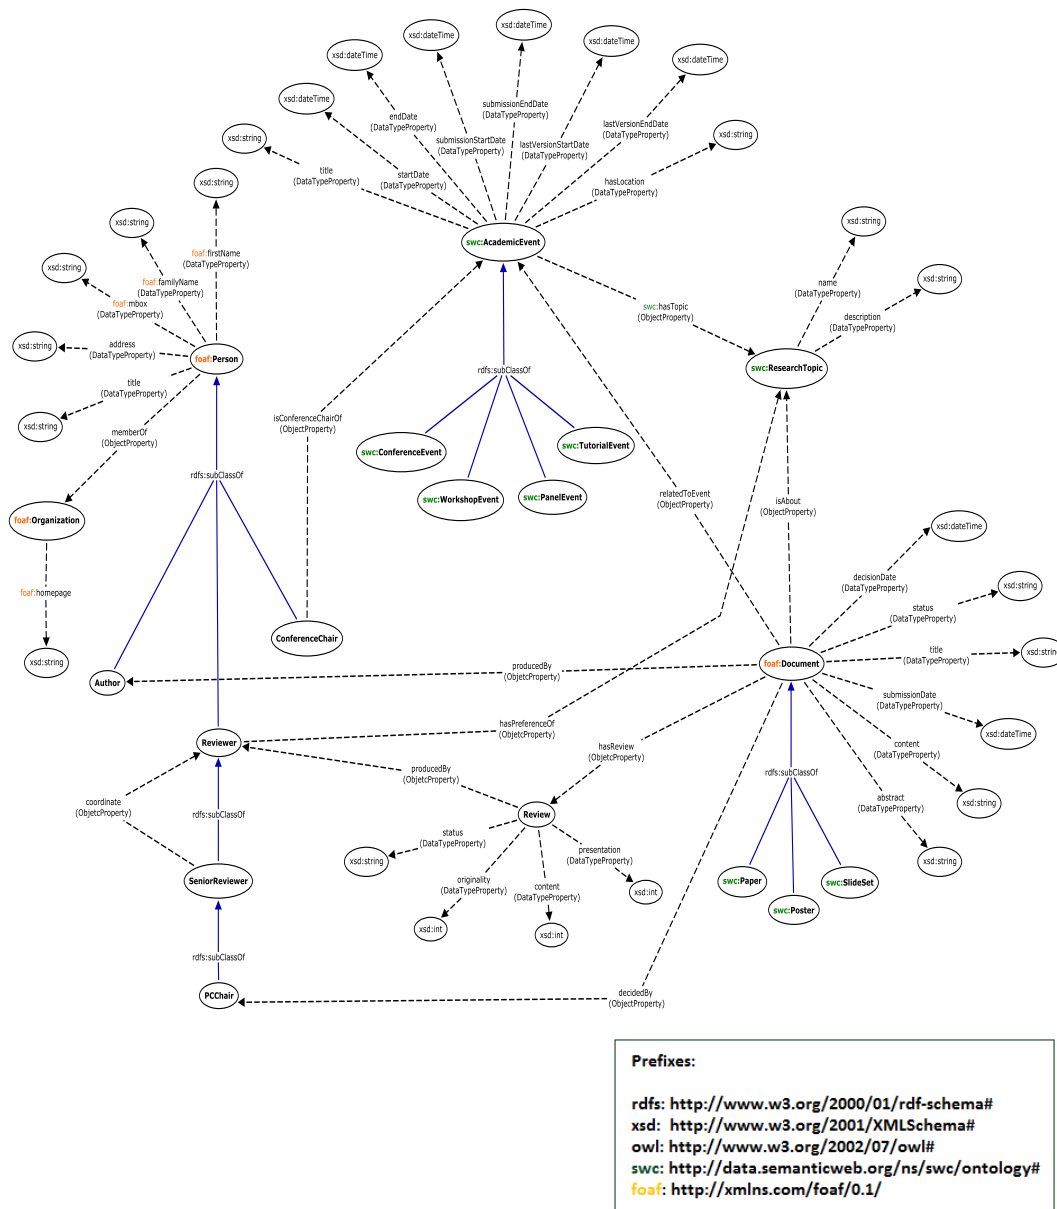 xsd:dateTime
xsd:dateTime
xsd:dateTime
xsd:dateTime
xsd:dateTime
xsd:dateTime
submissionEndDate
(DataTypeProperty)
endDate
(DataTypeProperty)
lastVersionEndDate
(DataTypeProperty)
xsd:string
xsd:string
submissionStartDate
(DataTypeProperty)
lastVersionStartDate
(DataTypeProperty)
title
(DataTypeProperty)
startDate
(DataTypeProperty)
hasLocation
(DataTypeProperty)
xsd:string
xsd:string
xsd:string
swc:AcademicEvent
foaf:firstName
(DataTypeProperty)
xsd:string
foaf:familyName
(DataTypeProperty)
name
(DataTypeProperty)
xsd:string
foaf:mbox
(DataTypeProperty)
swc:hasTopic
(ObjectProperty)
description
(DataTypeProperty)
xsd:string
address
(DataTypeProperty)
foaf:Person
swc:ResearchTopic
rdfs:subClassOf
title
(DataTypeProperty)
xsd:string
isConferenceChairOf
(ObjectProperty)
memberOf
(ObjectProperty)
swc:ConferenceEvent
swc:TutorialEvent
rdfs:subClassOf
swc:WorkshopEvent
swc:PanelEvent
relatedToEvent
(ObjectProperty)
isAbout
(ObjectProperty)
foaf:Organization
xsd:dateTime
decisionDate
(DataTypeProperty)
xsd:string
foaf:homepage
status
(DataTypeProperty)
ConferenceChair
title
(DataTypeProperty)
xsd:string
xsd:string
foaf:Document
producedBy
(ObjetcProperty)
Author
submissionDate
(DataTypeProperty)
hasPreferenceOf
(ObjetcProperty)
xsd:dateTime
Reviewer
hasReview
(ObjetcProperty)
content
(DataTypeProperty)
producedBy
(ObjetcProperty)
rdfs:subClassOf
coordinate
(ObjetcProperty)
rdfs:subClassOf
abstract
(DataTypeProperty)
xsd:string
Review
status
(DataTypeProperty)
presentation
(DataTypeProperty)
xsd:string
xsd:string
SeniorReviewer
originality
(DataTypeProperty)
content
(DataTypeProperty)
xsd:int
swc:Paper
swc:SlideSet
swc:Poster
xsd:int
xsd:int
rdfs:subClassOf
PCChair
decidedBy
(ObjectProperty)
Prefixes:
rdfs: http://www.w3.org/2000/01/rdf-schema#
xsd: http://www.w3.org/2001/XMLSchema#
owl: http://www.w3.org/2002/07/owl#
swc: http://data.semanticweb.org/ns/swc/ontology#
foaf: http://xmlns.com/foaf/0.1/